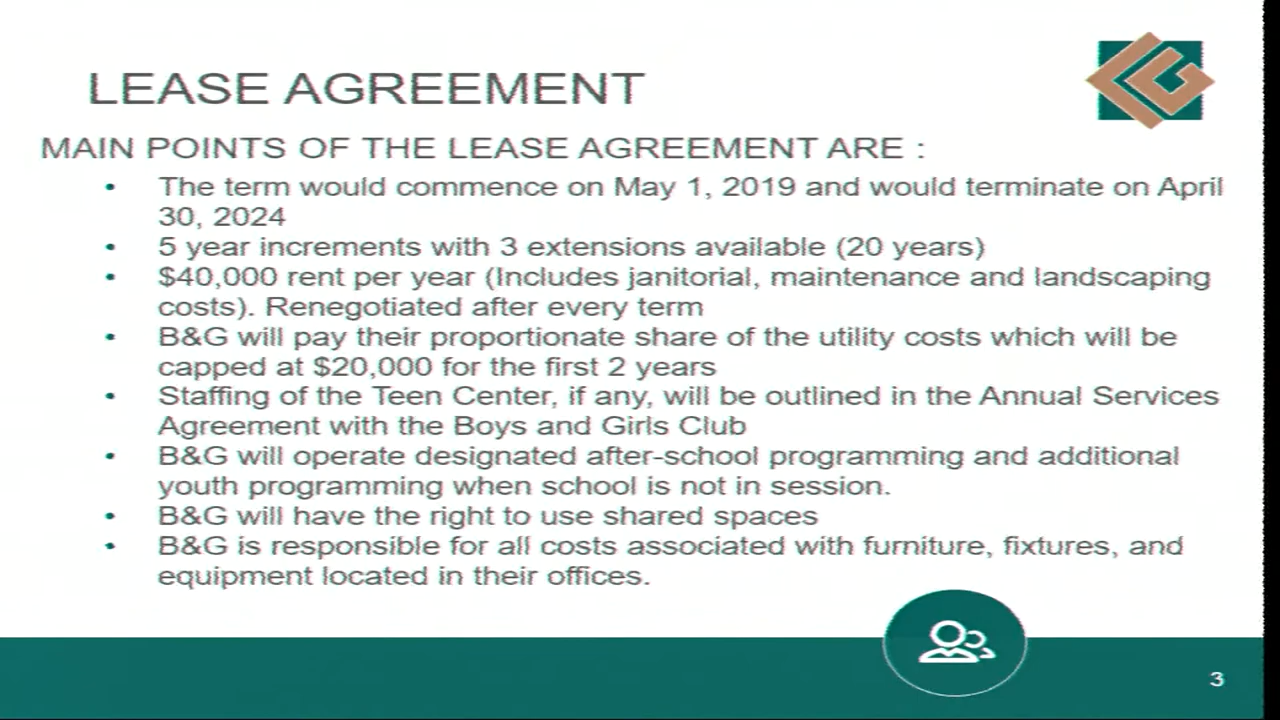 LEASE AGREEMENT
MAIN POINTS OF THE LEASE AGREEMENT ARE :
• The term would commence on May 1, 2019 and would terminate on April
30, 2024
• 5 year increments with 3 extensions available (20 years)
• $40,000 rent per year (Includes janitorial, maintenance and landscaping
costs). Renegotiated after every term
• B&G will pay their proportionate share of the utility costs which will be
capped at $20,000 for the first 2 years
• Staffing of the Teen Center, if any, will be outlined in the Annual Services
Agreement with the Boys and Girls Club
• B&G will operate designated after-school programming and additional
youth programming when school is not in session.
• B&G will have the right to use shared spaces
• B&G is responsible for all costs associated with furniture, fixtures, and
equipment located in their offices.
3